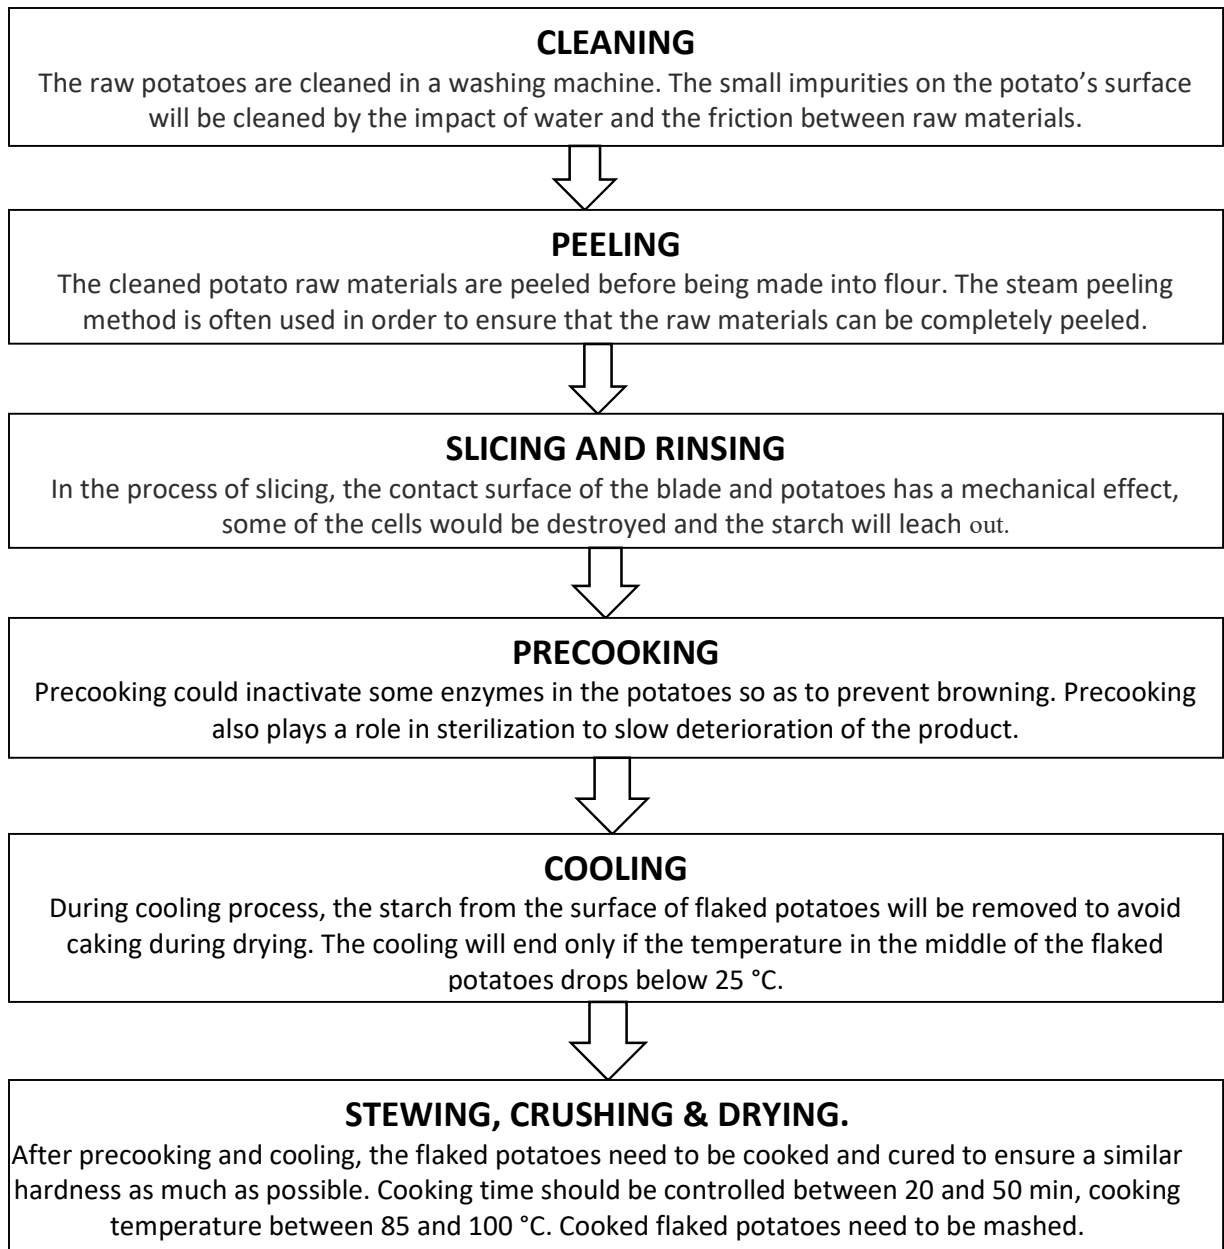 CLEANING
The raw potatoes are cleaned in a washing machine. The small impurities on the potato’s surface
will be cleaned by the impact of water and the friction between raw materials.
PEELING
The cleaned potato raw materials are peeled before being made into flour. The steam peeling
method is often used in order to ensure that the raw materials can be completely peeled.
SLICING AND RINSING
In the process of slicing, the contact surface of the blade and potatoes has a mechanical effect,
some of the cells would be destroyed and the starch will leach out.
PRECOOKING
Precooking could inactivate some enzymes in the potatoes so as to prevent browning. Precooking
also plays a role in sterilization to slow deterioration of the product.
COOLING
During cooling process, the starch from the surface of flaked potatoes will be removed to avoid
caking during drying. The cooling will end only if the temperature in the middle of the flaked
potatoes drops below 25 °C.
STEWING, CRUSHING & DRYING.
After precooking and cooling, the flaked potatoes need to be cooked and cured to ensure a similar
hardness as much as possible. Cooking time should be controlled between 20 and 50 min, cooking
temperature between 85 and 100 °C. Cooked flaked potatoes need to be mashed.